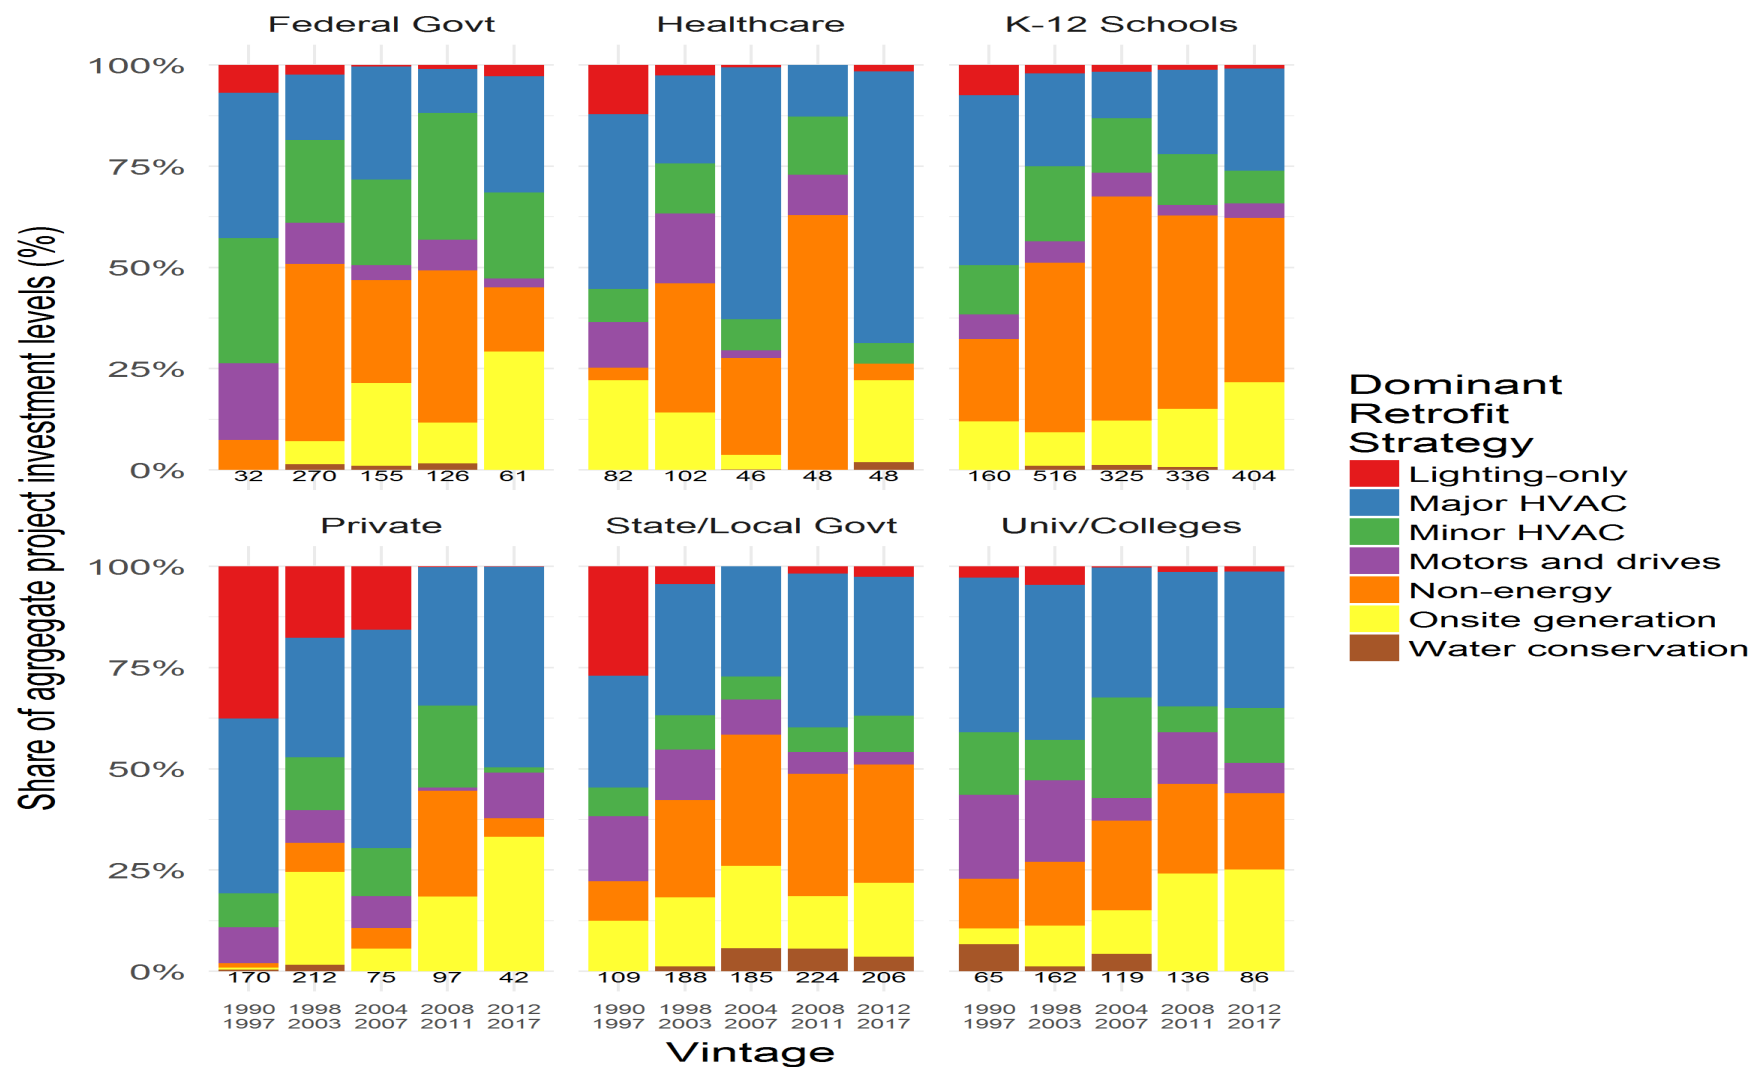 Federal Govt
Healthcare
K-12 Schools
100%
75%
50%
25%
0%
32 270 155 126 61
82 102 46 48 48
160 516 325 336 404
Private
State/Local Govt
Univ/Colleges
100%
75%
50%
25%
0%
170 212 75 97 42
109 188 185 224 206
65 162 119 136 86
1990 1998 2004 2008 2012
1997 2003 2007 2011 2017
1990 1998 2004 2008 2012
1997 2003 2007 2011 2017
1990 1998 2004 2008 2012
1997 2003 2007 2011 2017
Vintage
Share of agrgegate project investment levels (%)
Dominant
Retrofit
Strategy
Lighting-only
Major HVAC
Minor HVAC
Motors and drives
Non-energy
Onsite generation
Water conservation